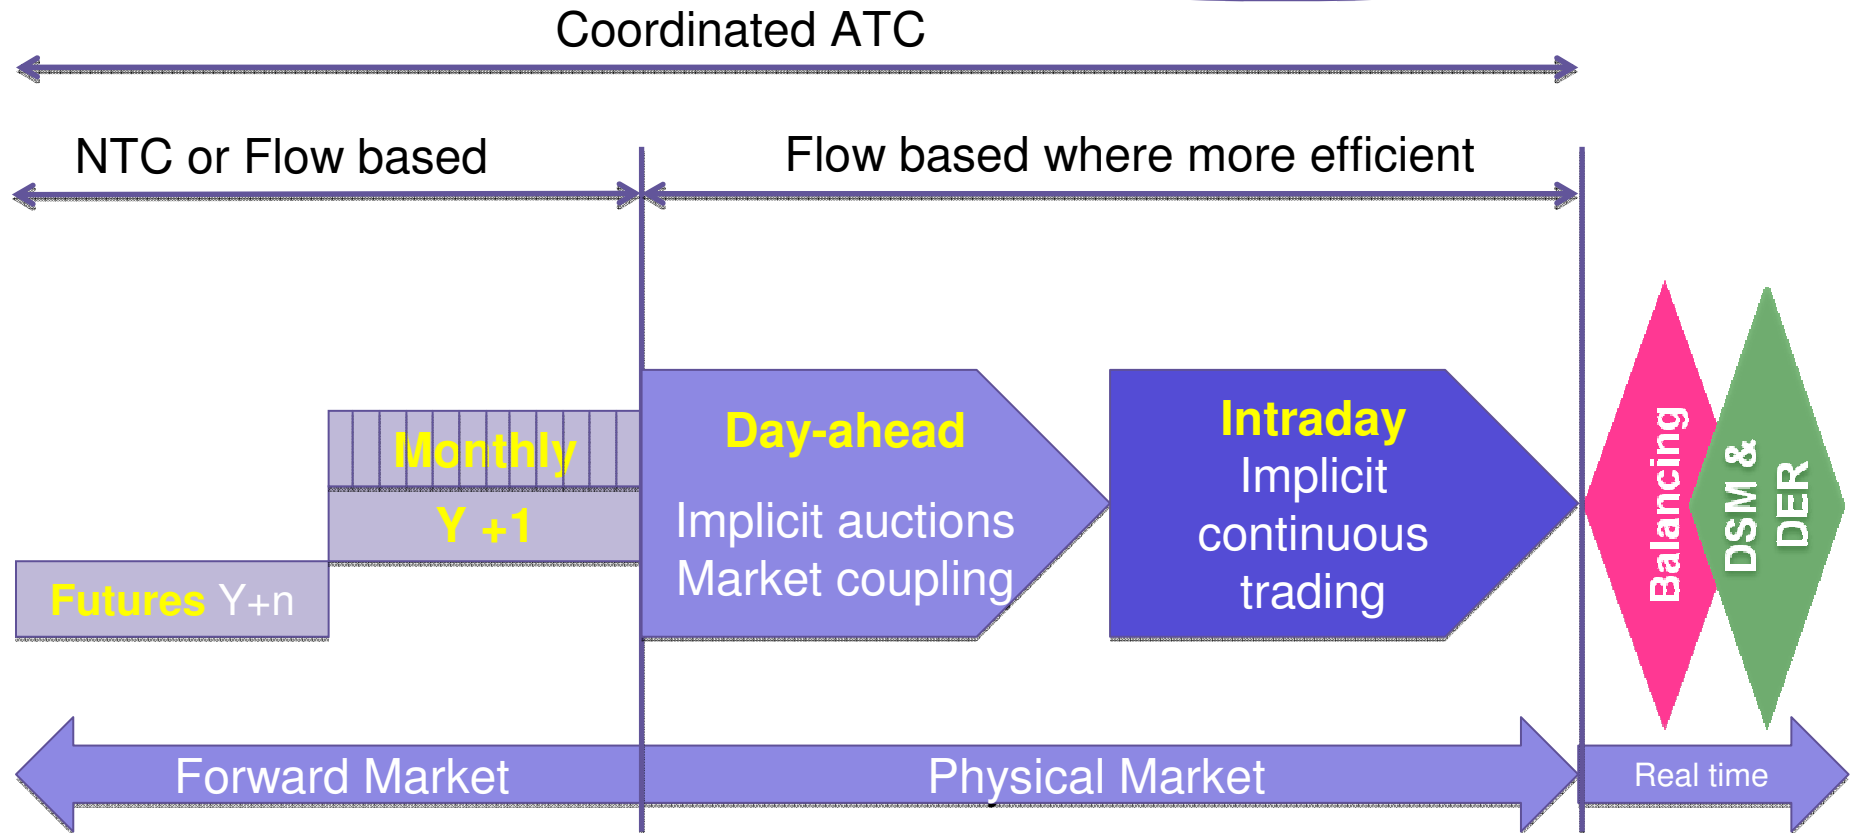 Coordinated ATC
NTC or Flow based
Flow based where more efficient
Monthly
Y +1
Futures Y+n
Day-ahead
Implicit auctions
Market coupling
Intraday
Implicit
continuous
trading
Balancing
DSM &
DER
Forward Market
Physical Market
Real time